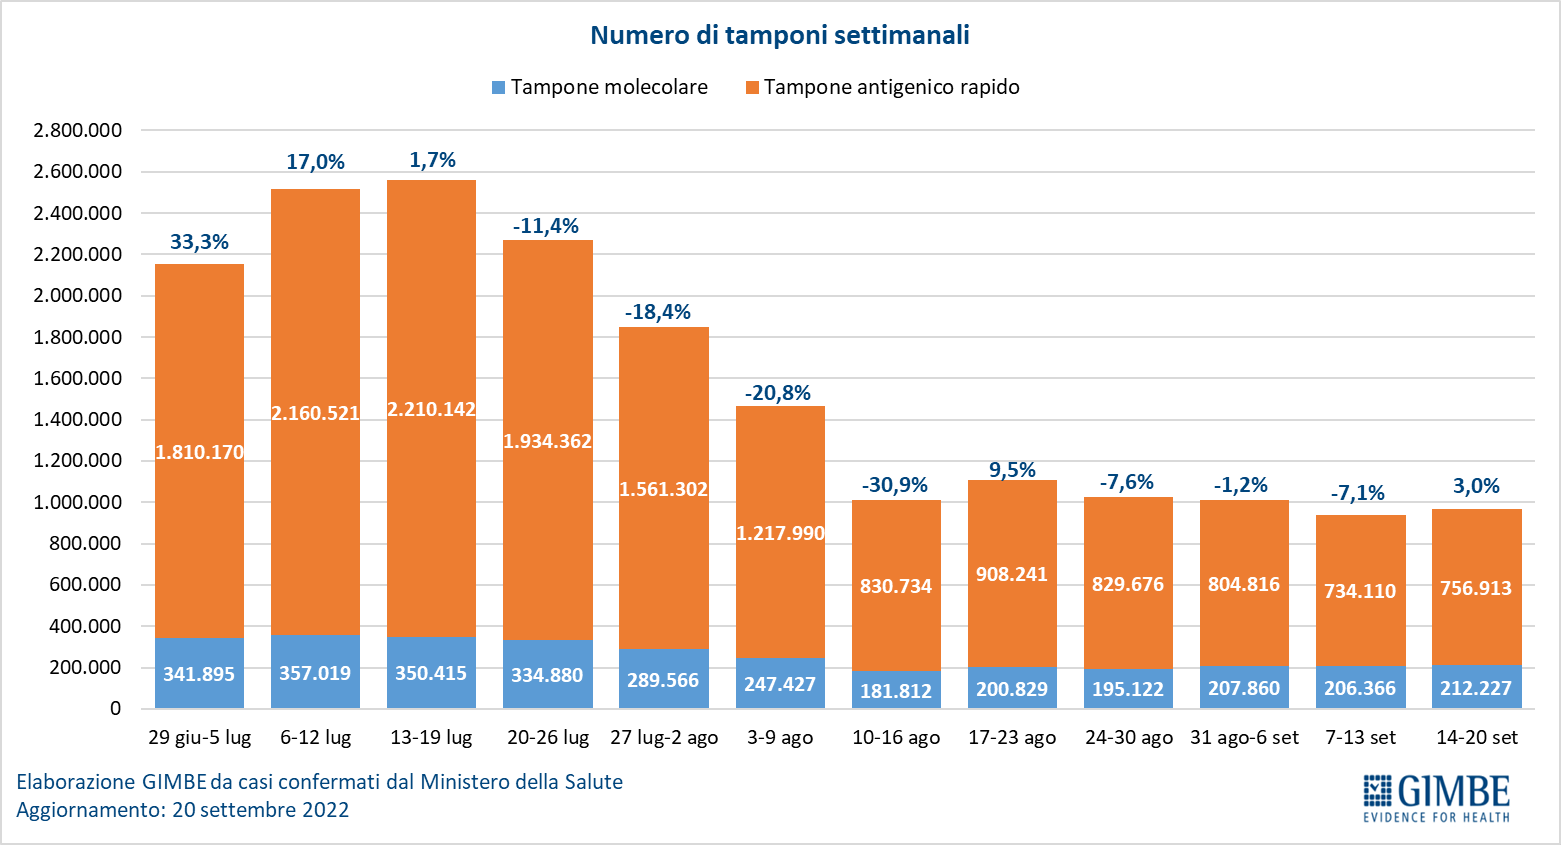 Numero di tamponi settimanali
Tampone molecolare Tampone antigenico rapido
2.800.000
2.600.000
2.400.000
2.200.000
2.000.000
1.800.000
1.600.000
1.400.000
1.200.000
1.000.000
800.000
600.000
400.000
200.000
0
33,3% 17,0% 1,7% -11,4% -18,4% -20,8% -30,9% 9,5% -7,6% -1,2% -7,1% 3,0%
1.810.170 2.160.521 2.210.142 1.934.362 1.561.302 1.217.990 830.734 908.241 829.676 804.816 734.110 756.913
341.895 357.019 350.415 334.880 289.566 247.427 181.812 200.829 195.122 207.860 206.366 212.227
29 giu-5 lug 6-12 lug 13-19 lug 20-26 lug 27 lug-2 ago 3-9 ago 10-16 ago 17-23 ago 24-30 ago 31 ago-6 set 7-13 set 14-20 set
Elaborazione GIMBE da casi confermati dal Ministero della Salute
Aggiornamento: 20 settembre 2022
GIMBE
EVIDENCE FOR HEALTH